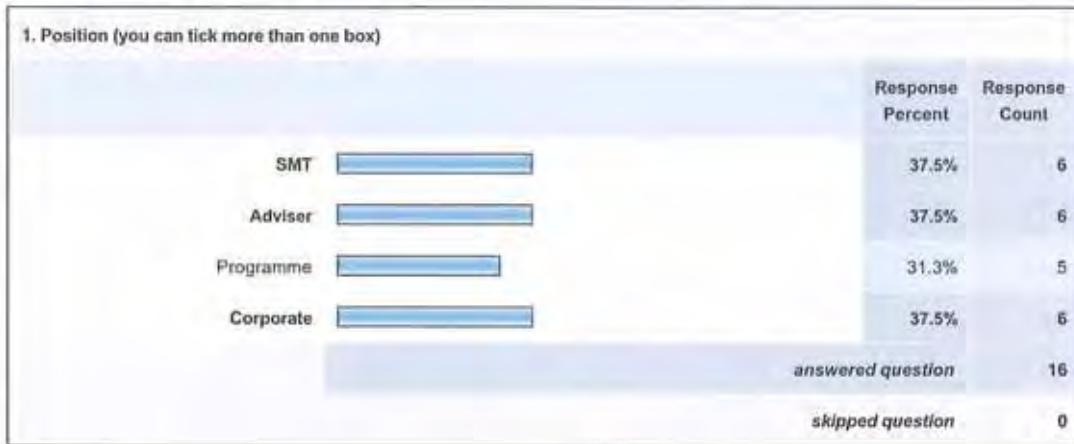 1. Position (you can tick more than one box)
Response Percent Response Count
SMT 37.5% 6
Adviser 37.5% 6
Programme 31.3% 5
Corporate 37.5% 6
answered question 16
skipped question 0